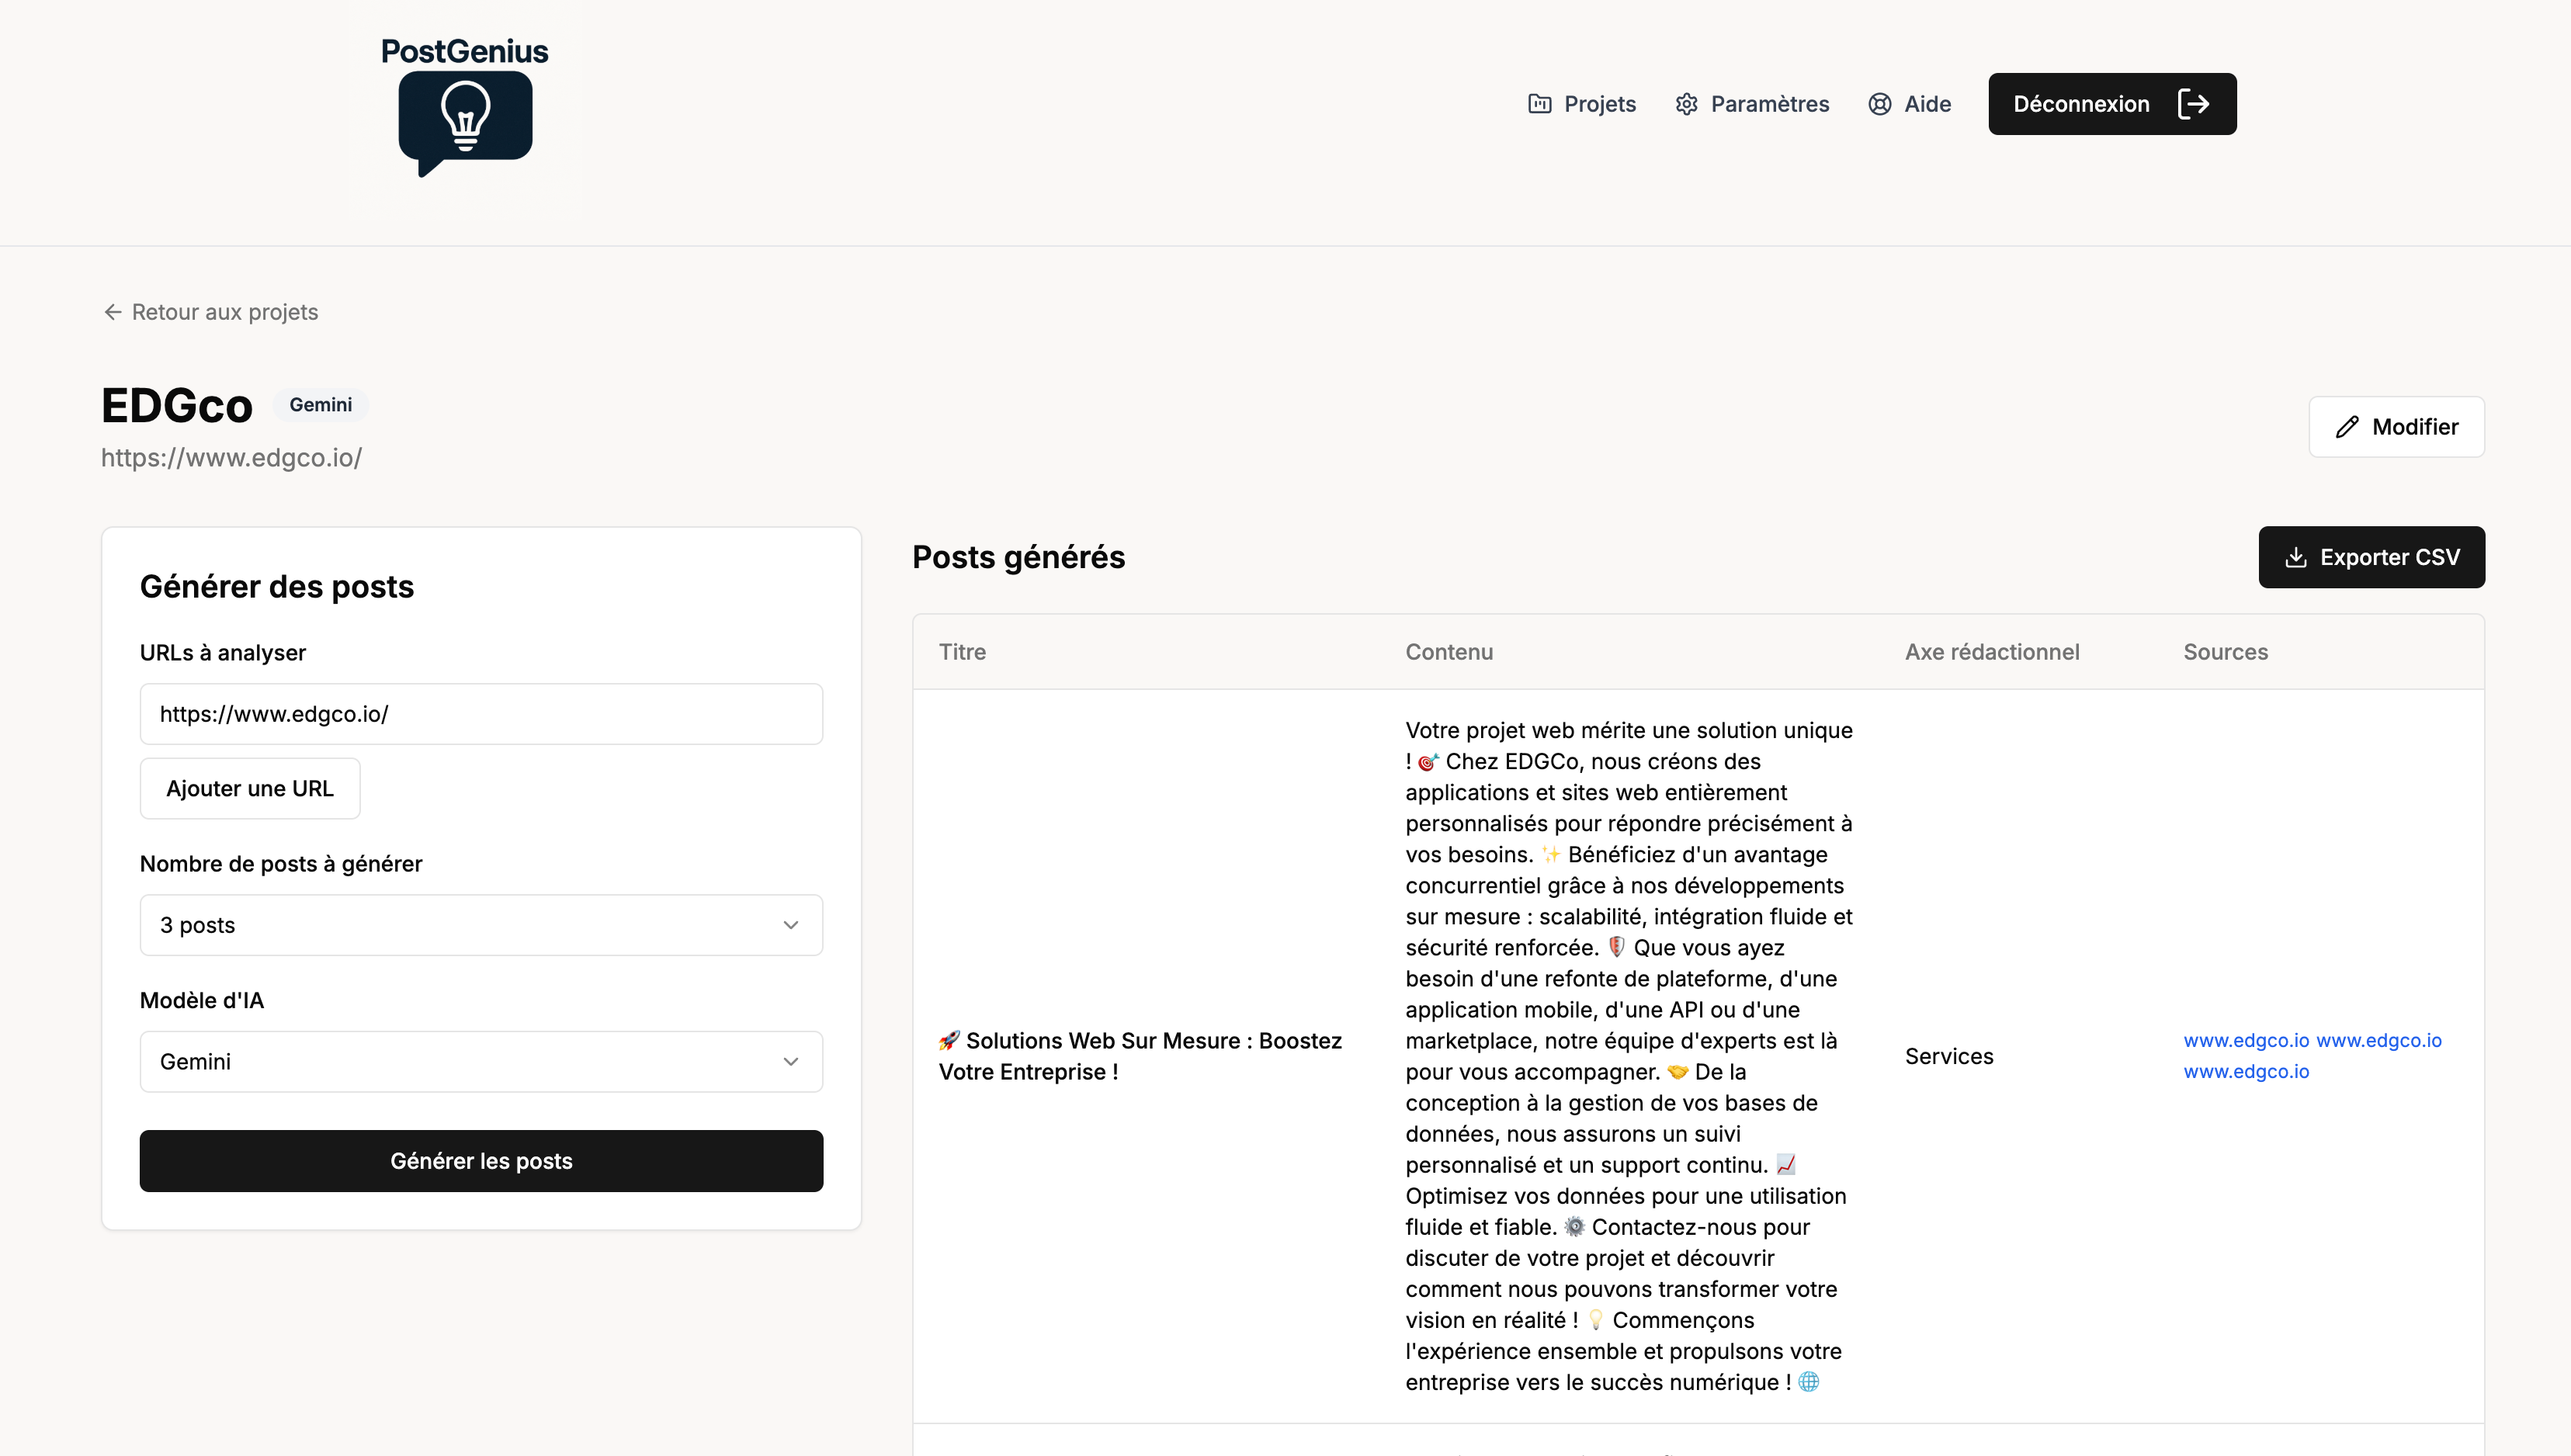 PostGenius
Projets
Paramètres
Aide
Déconnexion
Retour aux projets
EDGco
Gemini
https://www.edgco.io/
Modifier
Générer des posts
URLs à analyser
https://www.edgco.io/
Ajouter une URL
Nombre de posts à générer
3 posts
Modèle d'IA
Gemini
Générer les posts
Posts générés
Exporter CSV
Titre
Contenu
Axe rédactionnel
Sources
🚀 Solutions Web Sur Mesure : Boostez
Votre Entreprise !
Votre projet web mérite une solution unique
! 🎯 Chez EDGCo, nous créons des
applications et sites web entièrement
personnalisés pour répondre précisément à
vos besoins. ✨ Bénéficiez d'un avantage
concurrentiel grâce à nos développements
sur mesure : scalabilité, intégration fluide et
sécurité renforcée. 🛡️ Que vous ayez
besoin d'une refonte de plateforme, d'une
application mobile, d'une API ou d'une
marketplace, notre équipe d'experts est là
pour vous accompagner. 🤝 De la
conception à la gestion de vos bases de
données, nous assurons un suivi
personnalisé et un support continu. 📈
Optimisez vos données pour une utilisation
fluide et fiable. ⚙️ Contactez-nous pour
discuter de votre projet et découvrir
comment nous pouvons transformer votre
vision en réalité ! 💡 Commençons
l'expérience ensemble et propulsons votre
entreprise vers le succès numérique ! 🌐
Services
www.edgco.io www.edgco.io
www.edgco.io